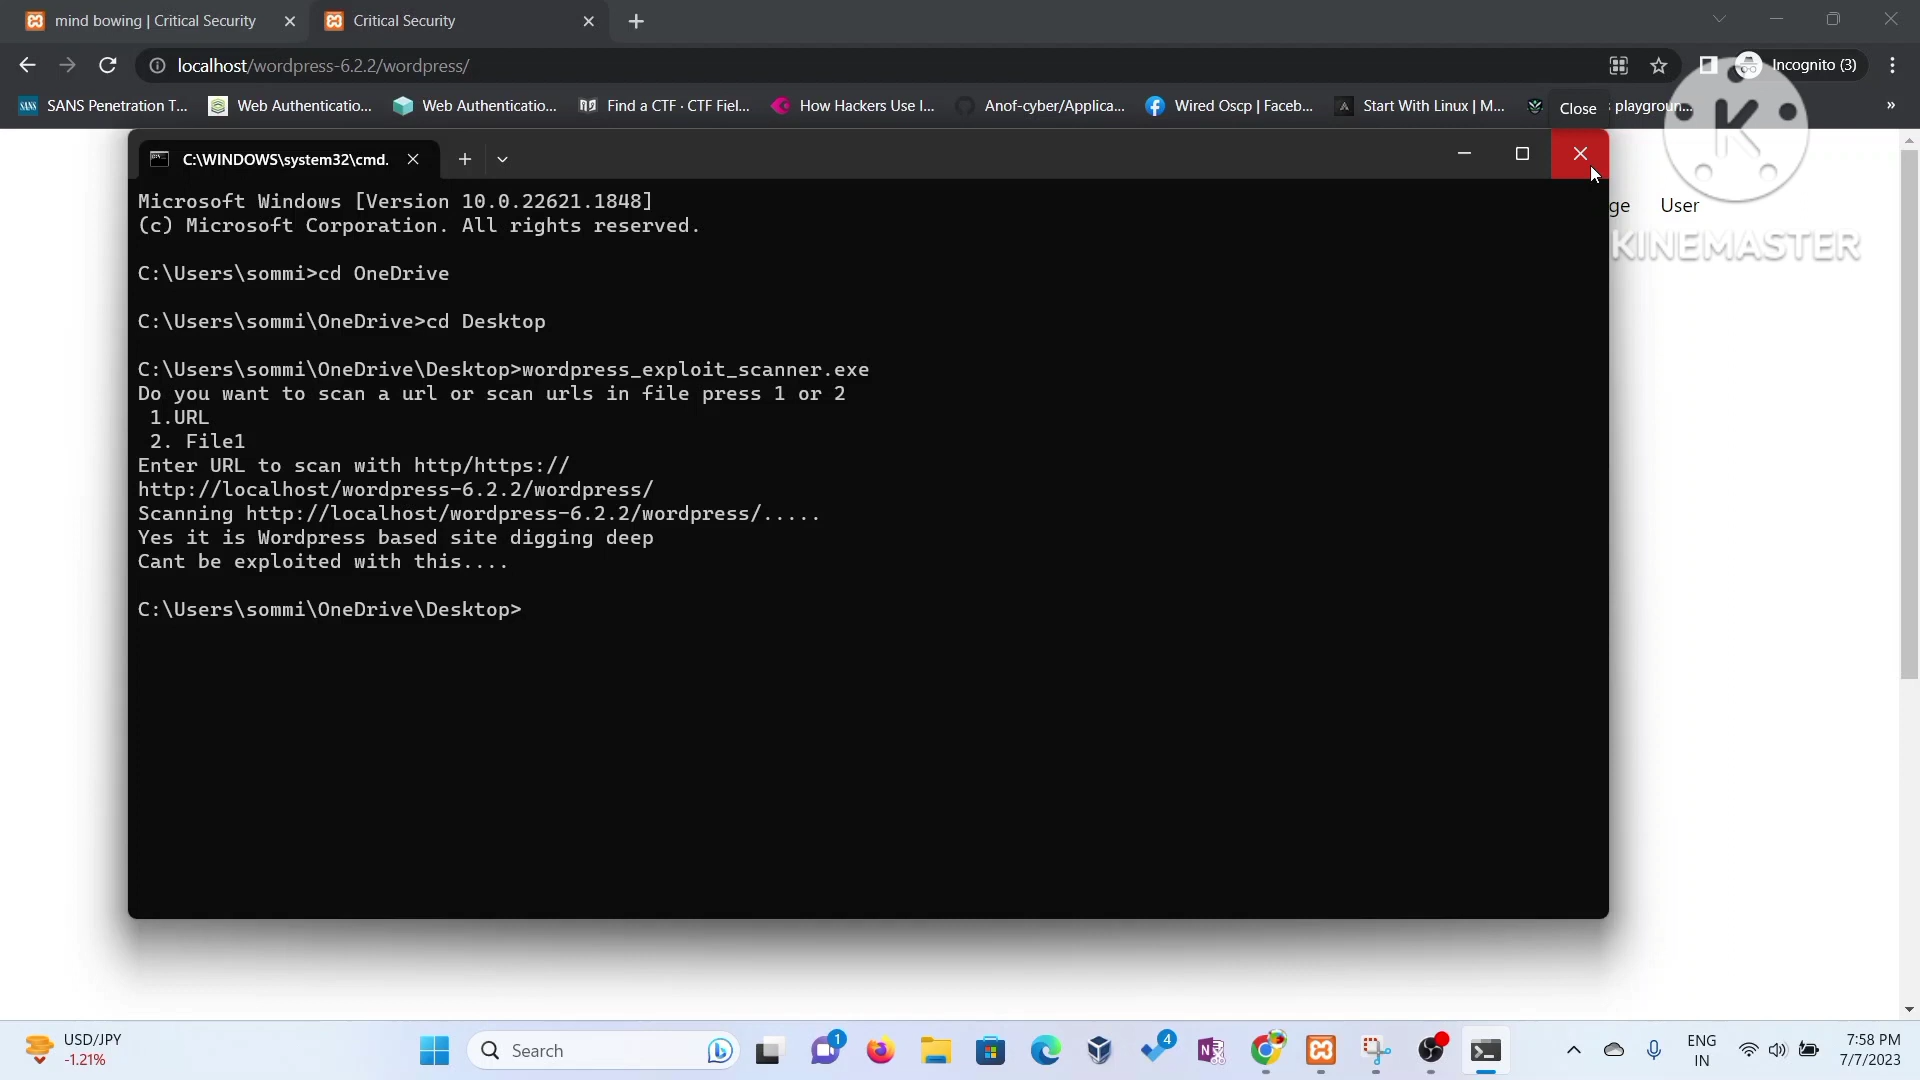 mind bowing | Critical Security
Critical Security
localhost/wordpress-6.2.2/wordpress/
Incognito (3)
SANS Penetration T...
Web Authenticatio...
Web Authenticatio...
Find a CTF · CTF Fiel...
How Hackers Use I...
Anof-cyber/Applica...
Wired Oscp | Faceb...
Start With Linux | M...
playgroun...
»
Close
K
KINEMASTER
C:\WINDOWS\system32\cmd.
User
Microsoft Windows [Version 10.0.22621.1848]
(c) Microsoft Corporation. All rights reserved.
C:\Users\sommi>cd OneDrive
C:\Users\sommi\OneDrive>cd Desktop
C:\Users\sommi\OneDrive\Desktop>wordpress_exploit_scanner.exe
Do you want to scan a url or scan urls in file press 1 or 2
1.URL
2. File1
Enter URL to scan with http/https://
http://localhost/wordpress-6.2.2/wordpress/
Scanning http://localhost/wordpress-6.2.2/wordpress/.....
Yes it is Wordpress based site digging deep
Cant be exploited with this....
C:\Users\sommi\OneDrive\Desktop>
USD/JPY
-1.21%
Search
1
4
ENG
IN
7:58 PM
7/7/2023